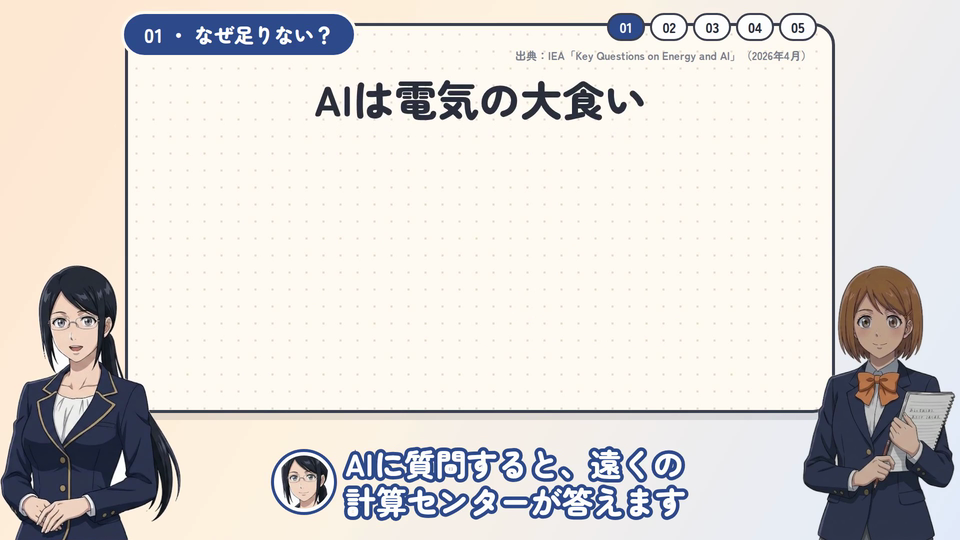 01 ・ なぜ足りない？
01 02 03 04 05
出典：IEA「Key Questions on Energy and AI」（2026年4月）
AIは電気の大食い
AIに質問すると、遠くの
計算センターが答えます